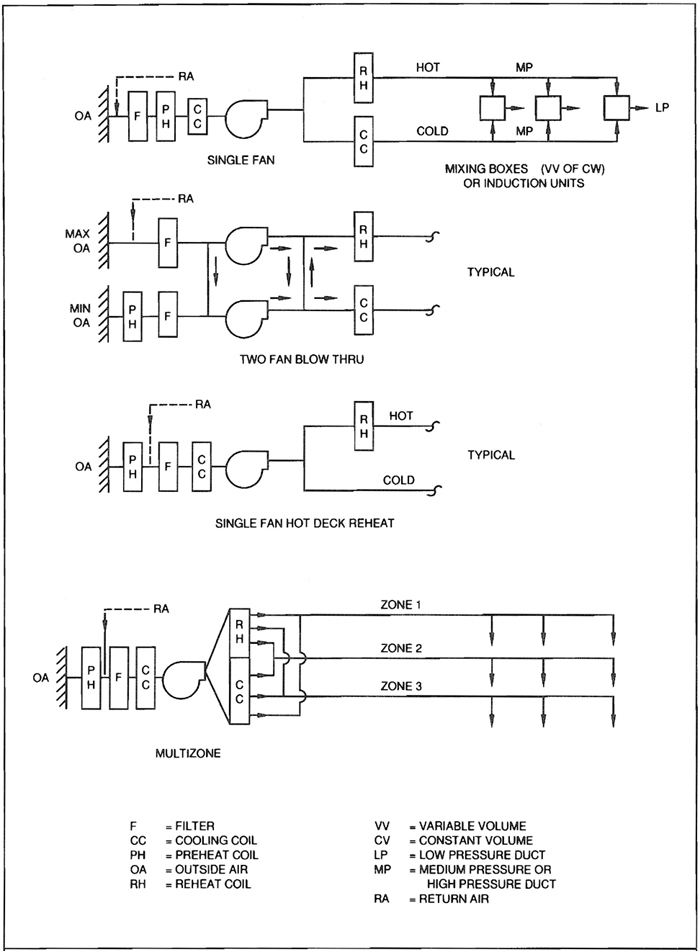 RA
OA
F
PH
CC
RH
HOT
MP
LP
CC
COLD
MP
SINGLE FAN
MIXING BOXES (VV OF CW)
OR INDUCTION UNITS
RA
MAX
OA
F
RH
TYPICAL
MIN
OA
PH
F
CC
TWO FAN BLOW THRU
RA
OA
PH
F
CC
RH
HOT
TYPICAL
COLD
SINGLE FAN HOT DECK REHEAT
RA
OA
PH
F
CC
RH
CC
ZONE 1
ZONE 2
ZONE 3
MULTIZONE
F = FILTER
CC = COOLING COIL
PH = PREHEAT COIL
OA = OUTSIDE AIR
RH = REHEAT COIL
VV = VARIABLE VOLUME
CV = CONSTANT VOLUME
LP = LOW PRESSURE DUCT
MP = MEDIUM PRESSURE OR
HIGH PRESSURE DUCT
RA = RETURN AIR